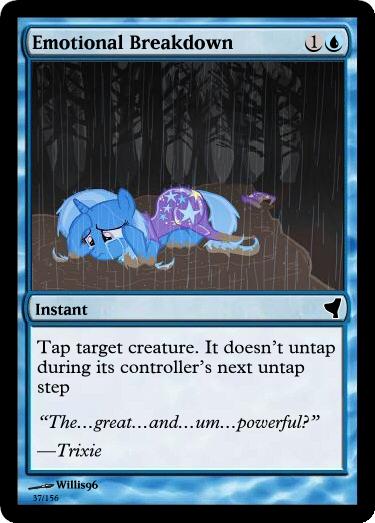 Emotional Breakdown 1
Instant
Tap target creature. It doesn't untap
during its controller's next untap
step
“The…great…and…um…powerful?”
—Trixie
Willis96
37/156